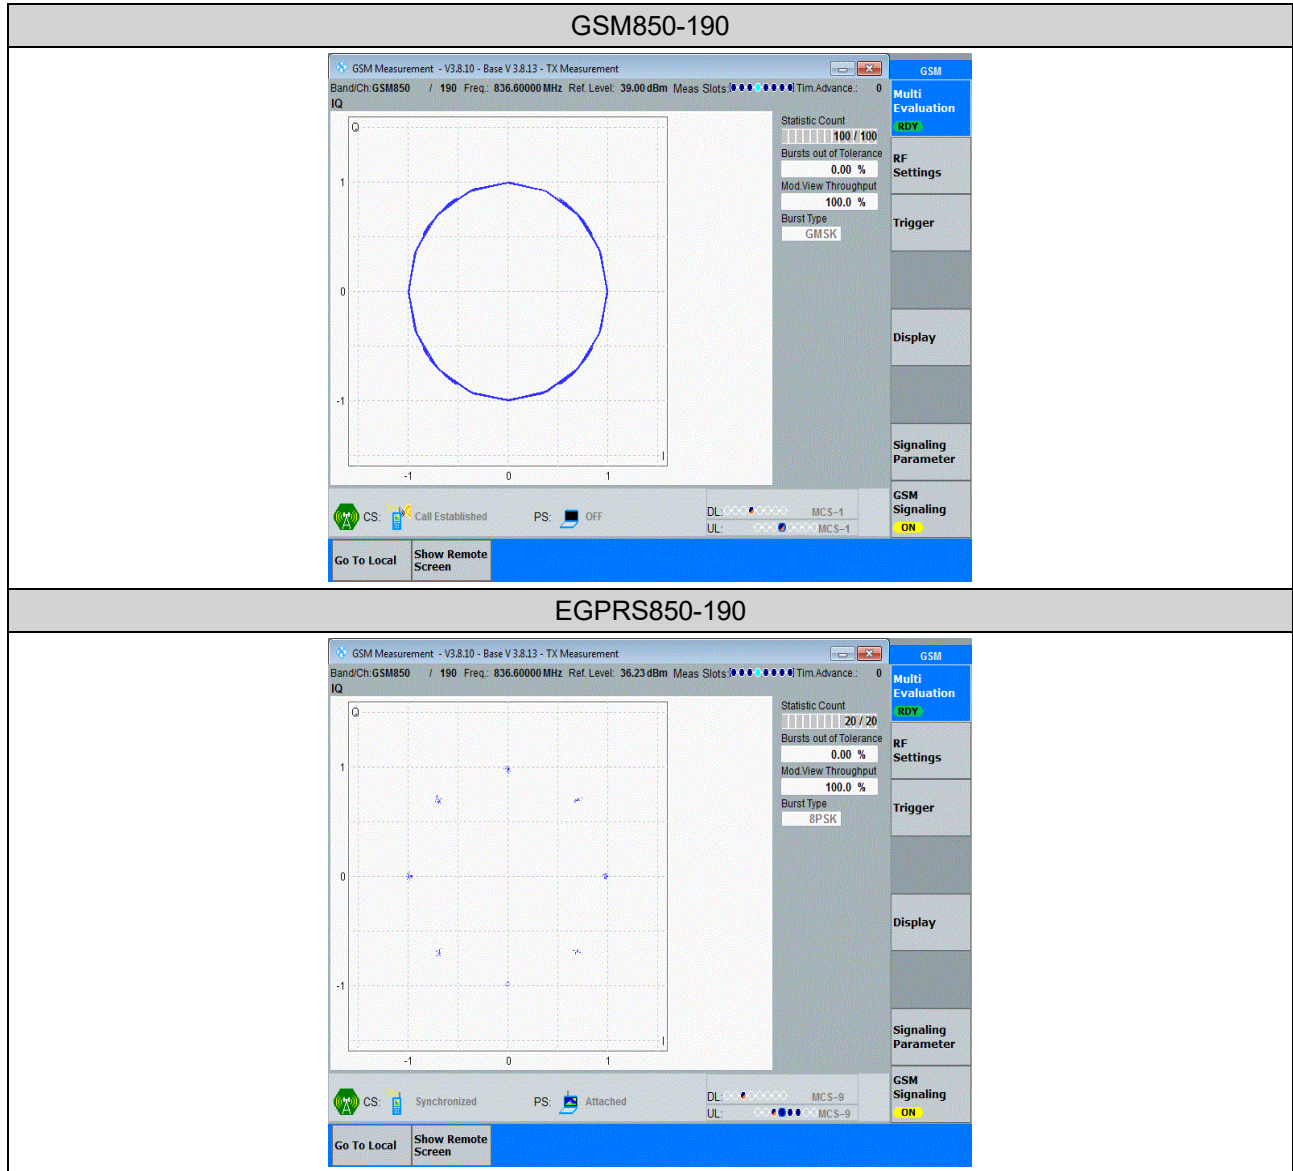 GSM850-190
GSM Measurement - V3.8.10 - Base V 3.8.13 - TX Measurement
GSM
Band/Ch: GSM850 / 190 Freq.: 836.60000 MHz Ref. Level: 39.00 dBm Meas Slots: Tim.Advance.: 0
IQ
Multi
Evaluation
RDY
Q
Statistic Count
100 / 100
Bursts out of Tolerance
0.00 %
Mod.View Throughput
100.0 %
Burst Type
GMSK
RF
Settings
Trigger
1
0
-1
I
-1 0 1
Display
Signaling
Parameter
GSM
Signaling
ON
CS: Call Established PS: OFF
DL: MCS-1
UL: MCS-1
Go To Local
Show Remote
Screen
EGPRS850-190
GSM Measurement - V3.8.10 - Base V 3.8.13 - TX Measurement
GSM
Band/Ch: GSM850 / 190 Freq.: 836.60000 MHz Ref. Level: 36.23 dBm Meas Slots: Tim.Advance.: 0
IQ
Multi
Evaluation
RDY
Q
Statistic Count
20 / 20
Bursts out of Tolerance
0.00 %
Mod.View Throughput
100.0 %
Burst Type
8PSK
RF
Settings
Trigger
1
0
-1
I
-1 0 1
Display
Signaling
Parameter
GSM
Signaling
ON
CS: Synchronized PS: Attached
DL: MCS-9
UL: MCS-9
Go To Local
Show Remote
Screen